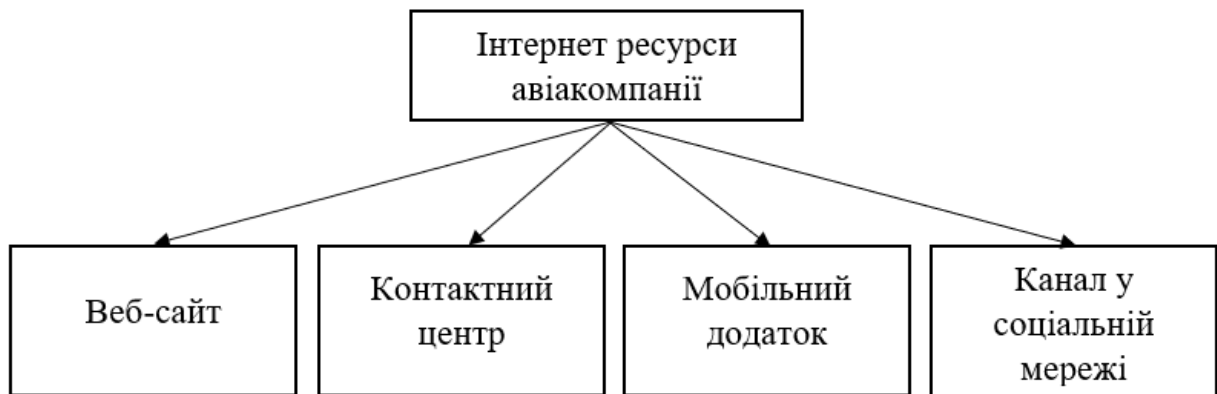 Інтернет ресурси
авіакомпанії
Веб-сайт
Контактний
центр
Мобільний
додаток
Канал у
соціальній
мережі